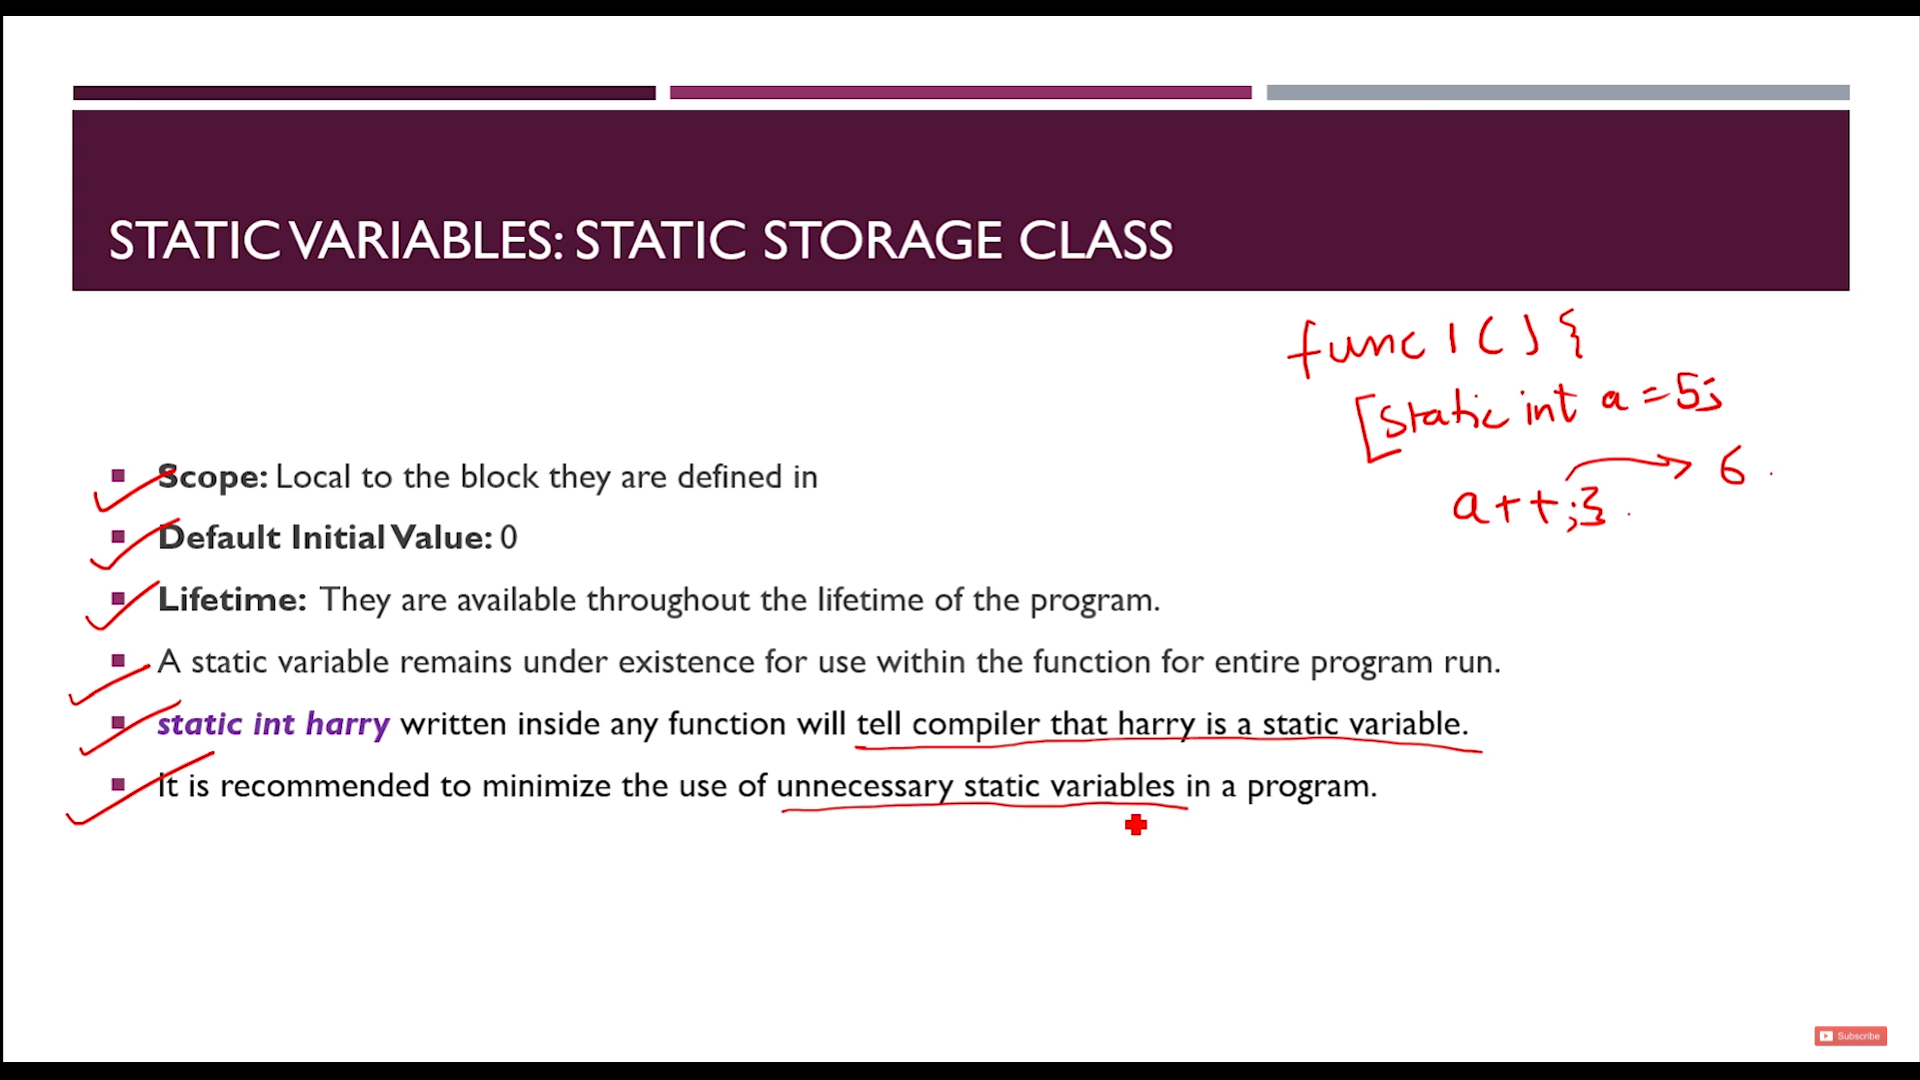 STATIC VARIABLES: STATIC STORAGE CLASS
func1() {
[static int a = 5;
a++;} → 6
Scope: Local to the block they are defined in
Default Initial Value: 0
Lifetime: They are available throughout the lifetime of the program.
A static variable remains under existence for use within the function for entire program run.
static int harry written inside any function will tell compiler that harry is a static variable.
It is recommended to minimize the use of unnecessary static variables in a program.
Subscribe